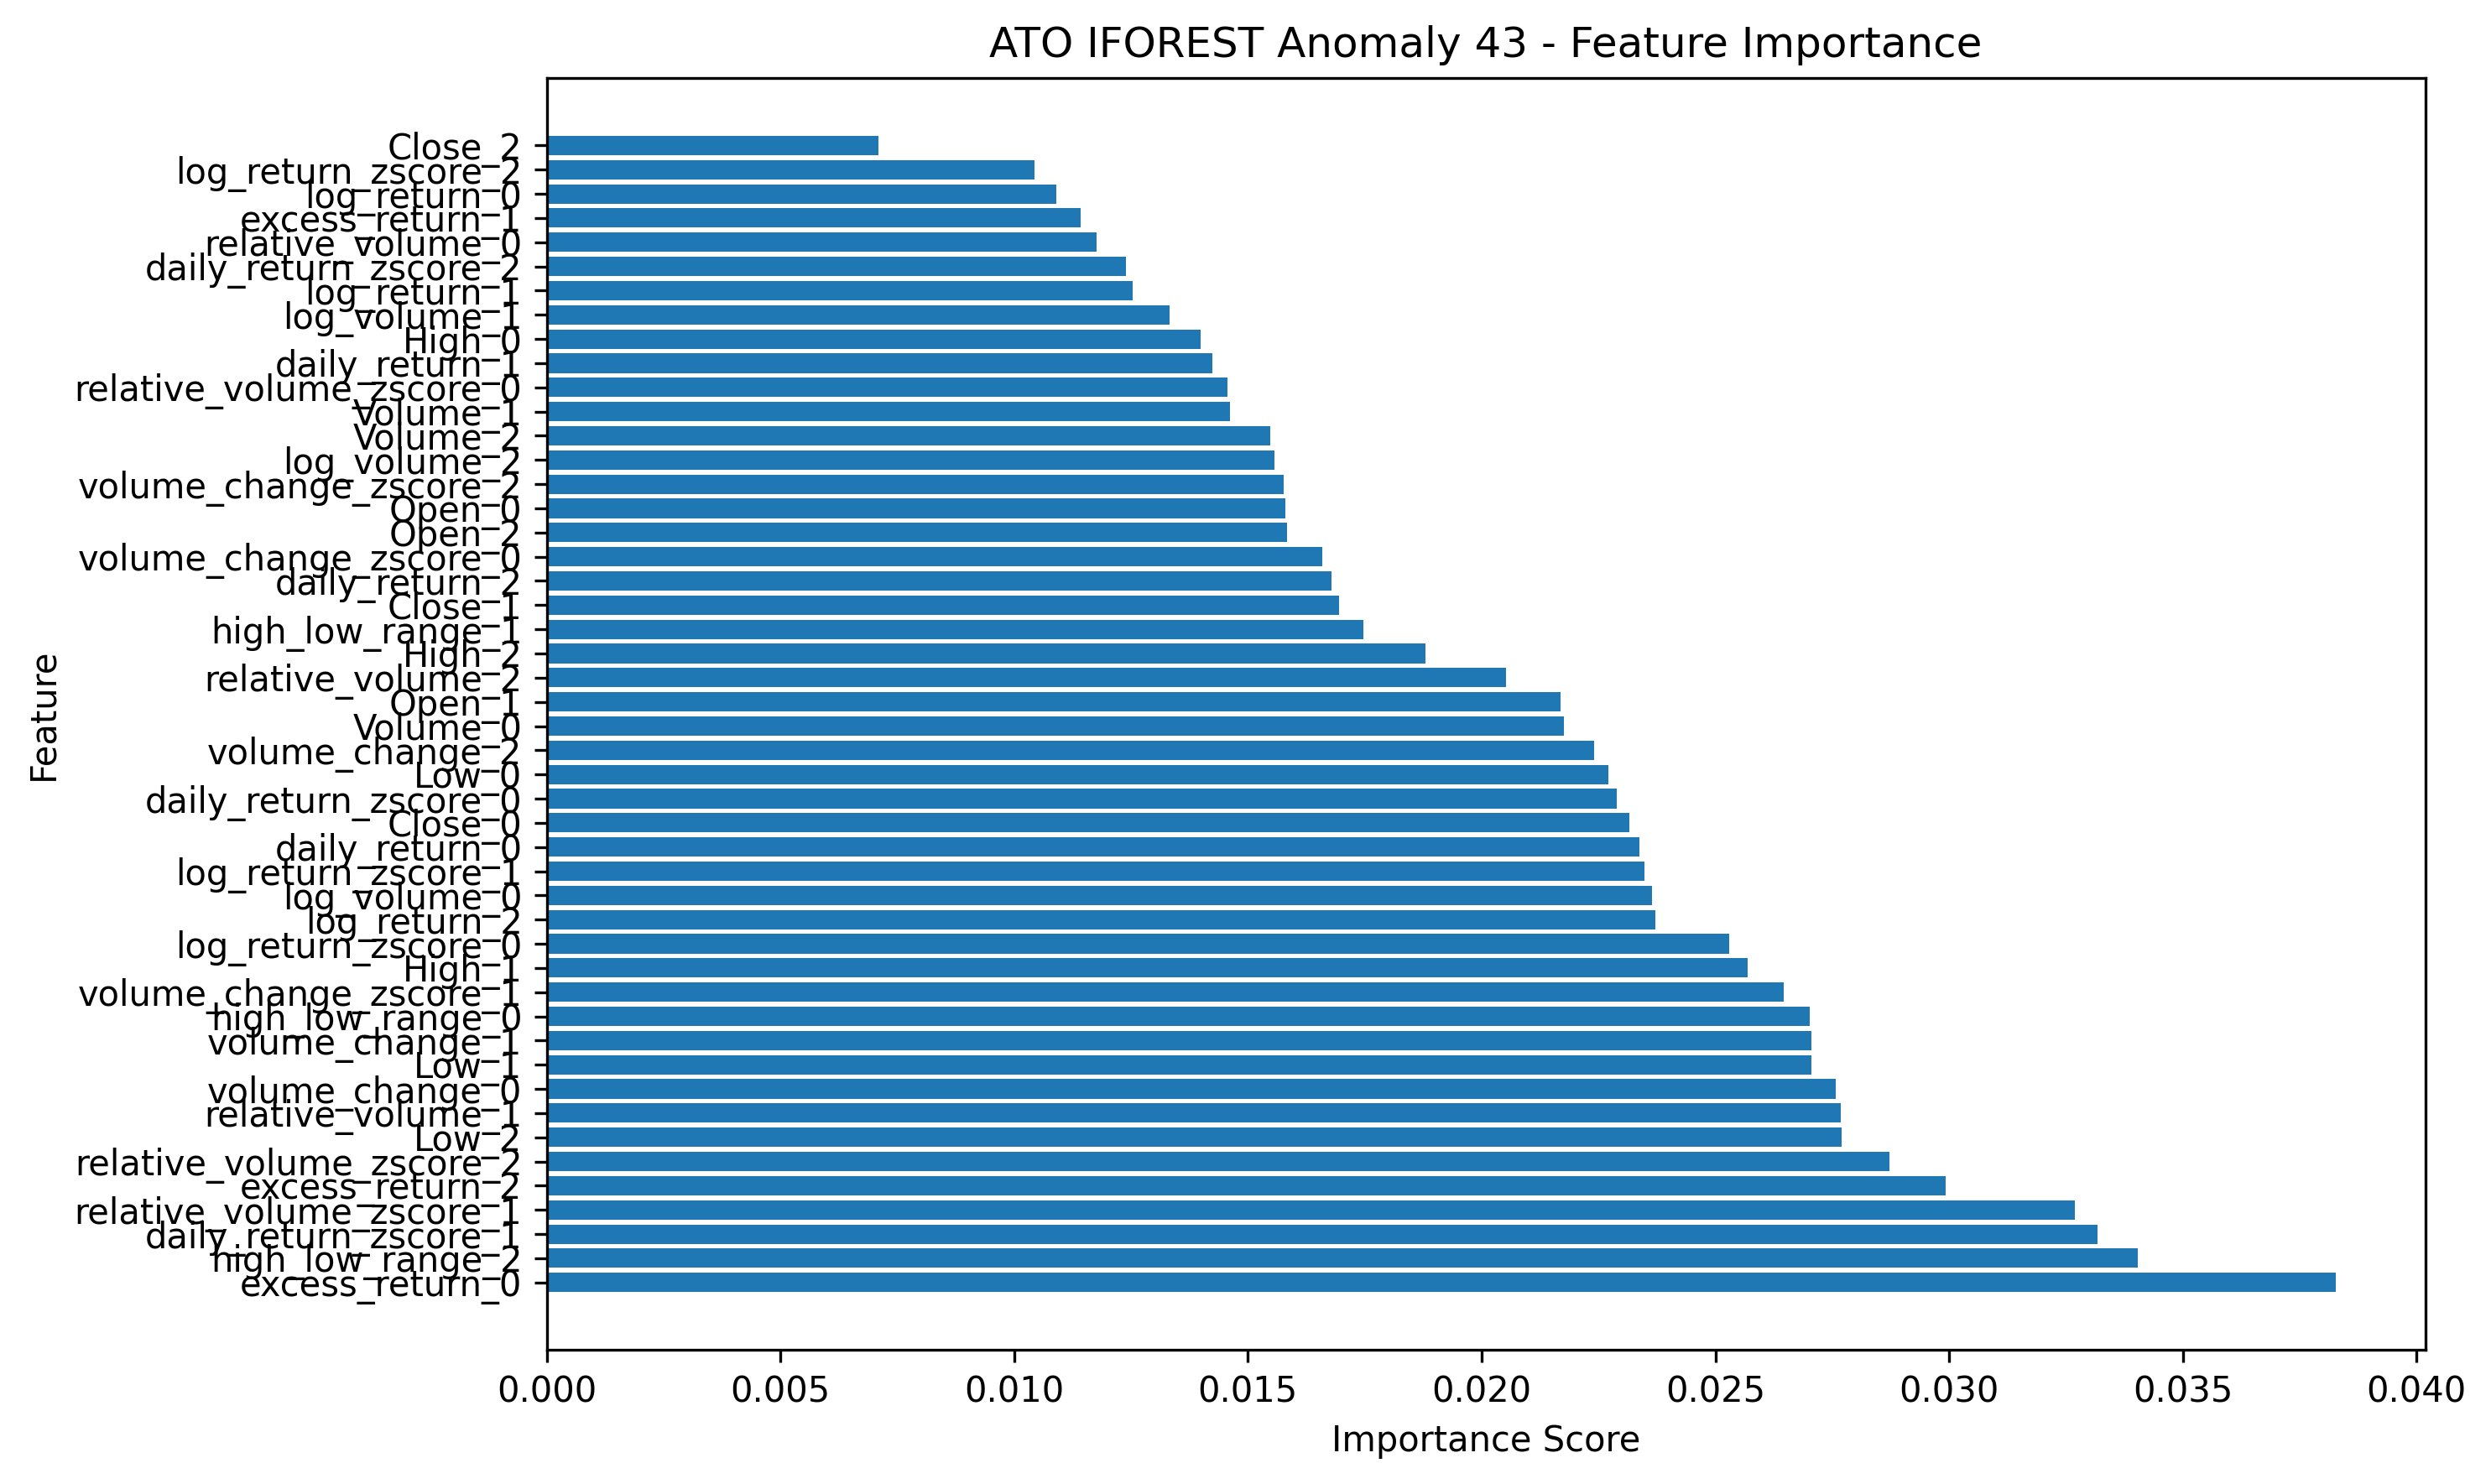 ATO IFOREST Anomaly 43 - Feature Importance
Close_2
log_return_zscore_2
log_return_0
excess_return_1
relative_volume_0
daily_return_zscore_2
log_return_1
log_volume_1
High_0
daily_return_1
relative_volume_zscore_0
Volume_1
Volume_2
log_volume_2
volume_change_zscore_2
Open_0
Open_2
volume_change_zscore_0
daily_return_2
Close_1
high_low_range_1
High_2
relative_volume_2
Open_1
Volume_0
volume_change_2
Low_0
daily_return_zscore_0
Close_0
daily_return_0
log_return_zscore_1
log_volume_0
log_return_2
log_return_zscore_0
High_1
volume_change_zscore_1
high_low_range_0
volume_change_1
Low_1
volume_change_0
relative_volume_1
Low_2
relative_volume_zscore_2
excess_return_2
relative_volume_zscore_1
daily_return_zscore_1
high_low_range_2
excess_return_0
Feature
0.000 0.005 0.010 0.015 0.020 0.025 0.030 0.035 0.040
Importance Score